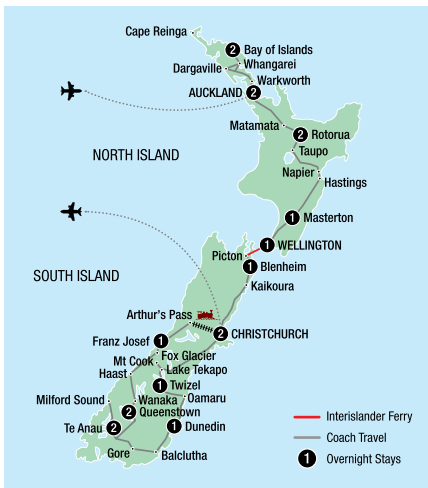 Cape Reinga
2 Bay of Islands
Whangarei
Dargaville
Warkworth
AUCKLAND 2
Matamata
2 Rotorua
Taupo
NORTH ISLAND
Napier
Hastings
1 Masterton
1 WELLINGTON
Picton
1 Blenheim
SOUTH ISLAND
Kaikoura
Arthur's Pass
2 CHRISTCHURCH
Franz Josef 1
Fox Glacier
Mt Cook
Lake Tekapo
Haast
1 Twizel
Oamaru
Milford Sound
Wanaka
2 Queenstown
Te Anau 2
1 Dunedin
Gore
Balclutha
Interislander Ferry
Coach Travel
1 Overnight Stays